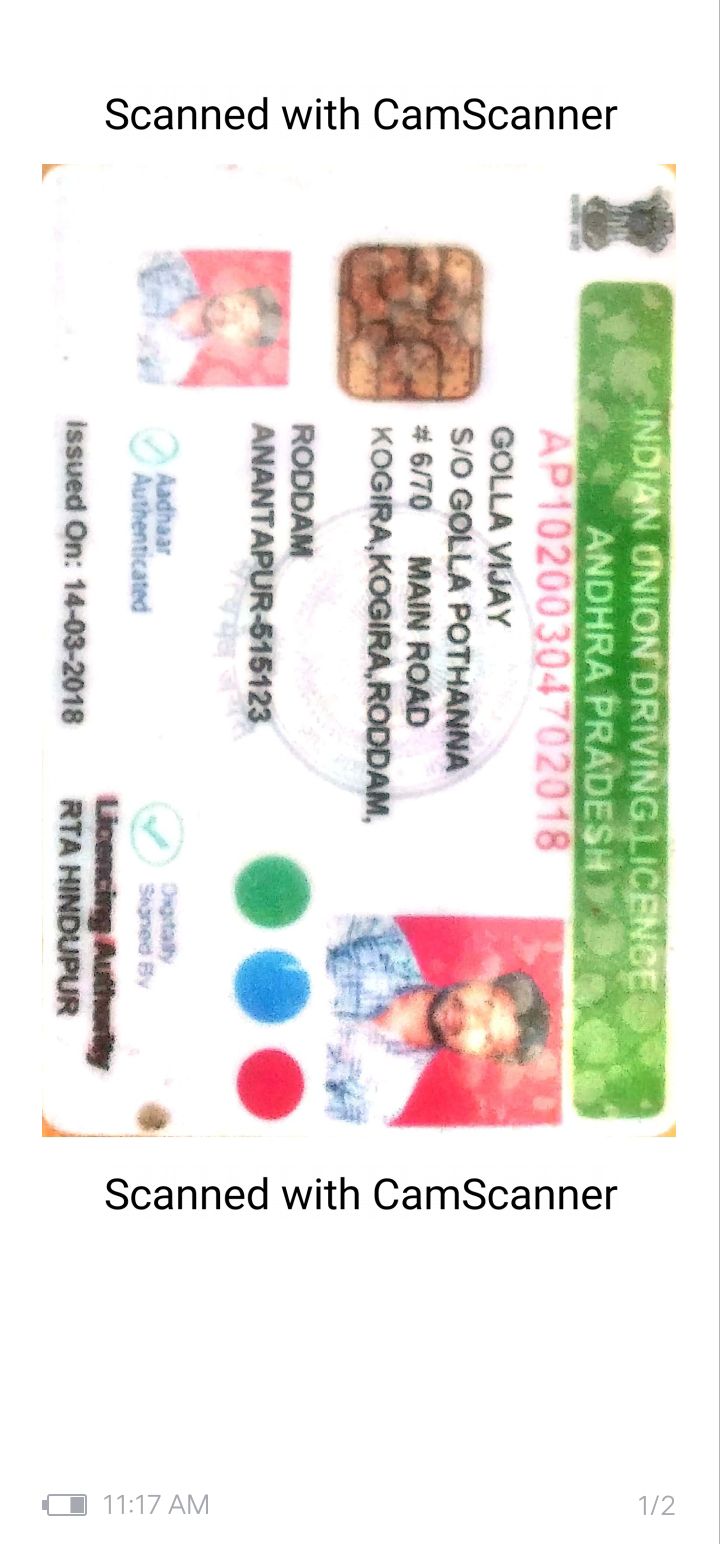 Scanned with CamScanner
INDIAN UNION DRIVING LICENCE
ANDHRA PRADESH
AP10200304702018
GOLLA VIJAY
S/O GOLLA POTHANNA
# 6/70 MAIN ROAD
KOGIRA,KOGIRA,RODDAM,
RODDAM
ANANTAPUR-515123
Aadhaar
Authenticated
Digitally
Signed By
Licencing Authority
Issued On: 14-03-2018
RTA HINDUPUR
Scanned with CamScanner
11:17 AM
1/2